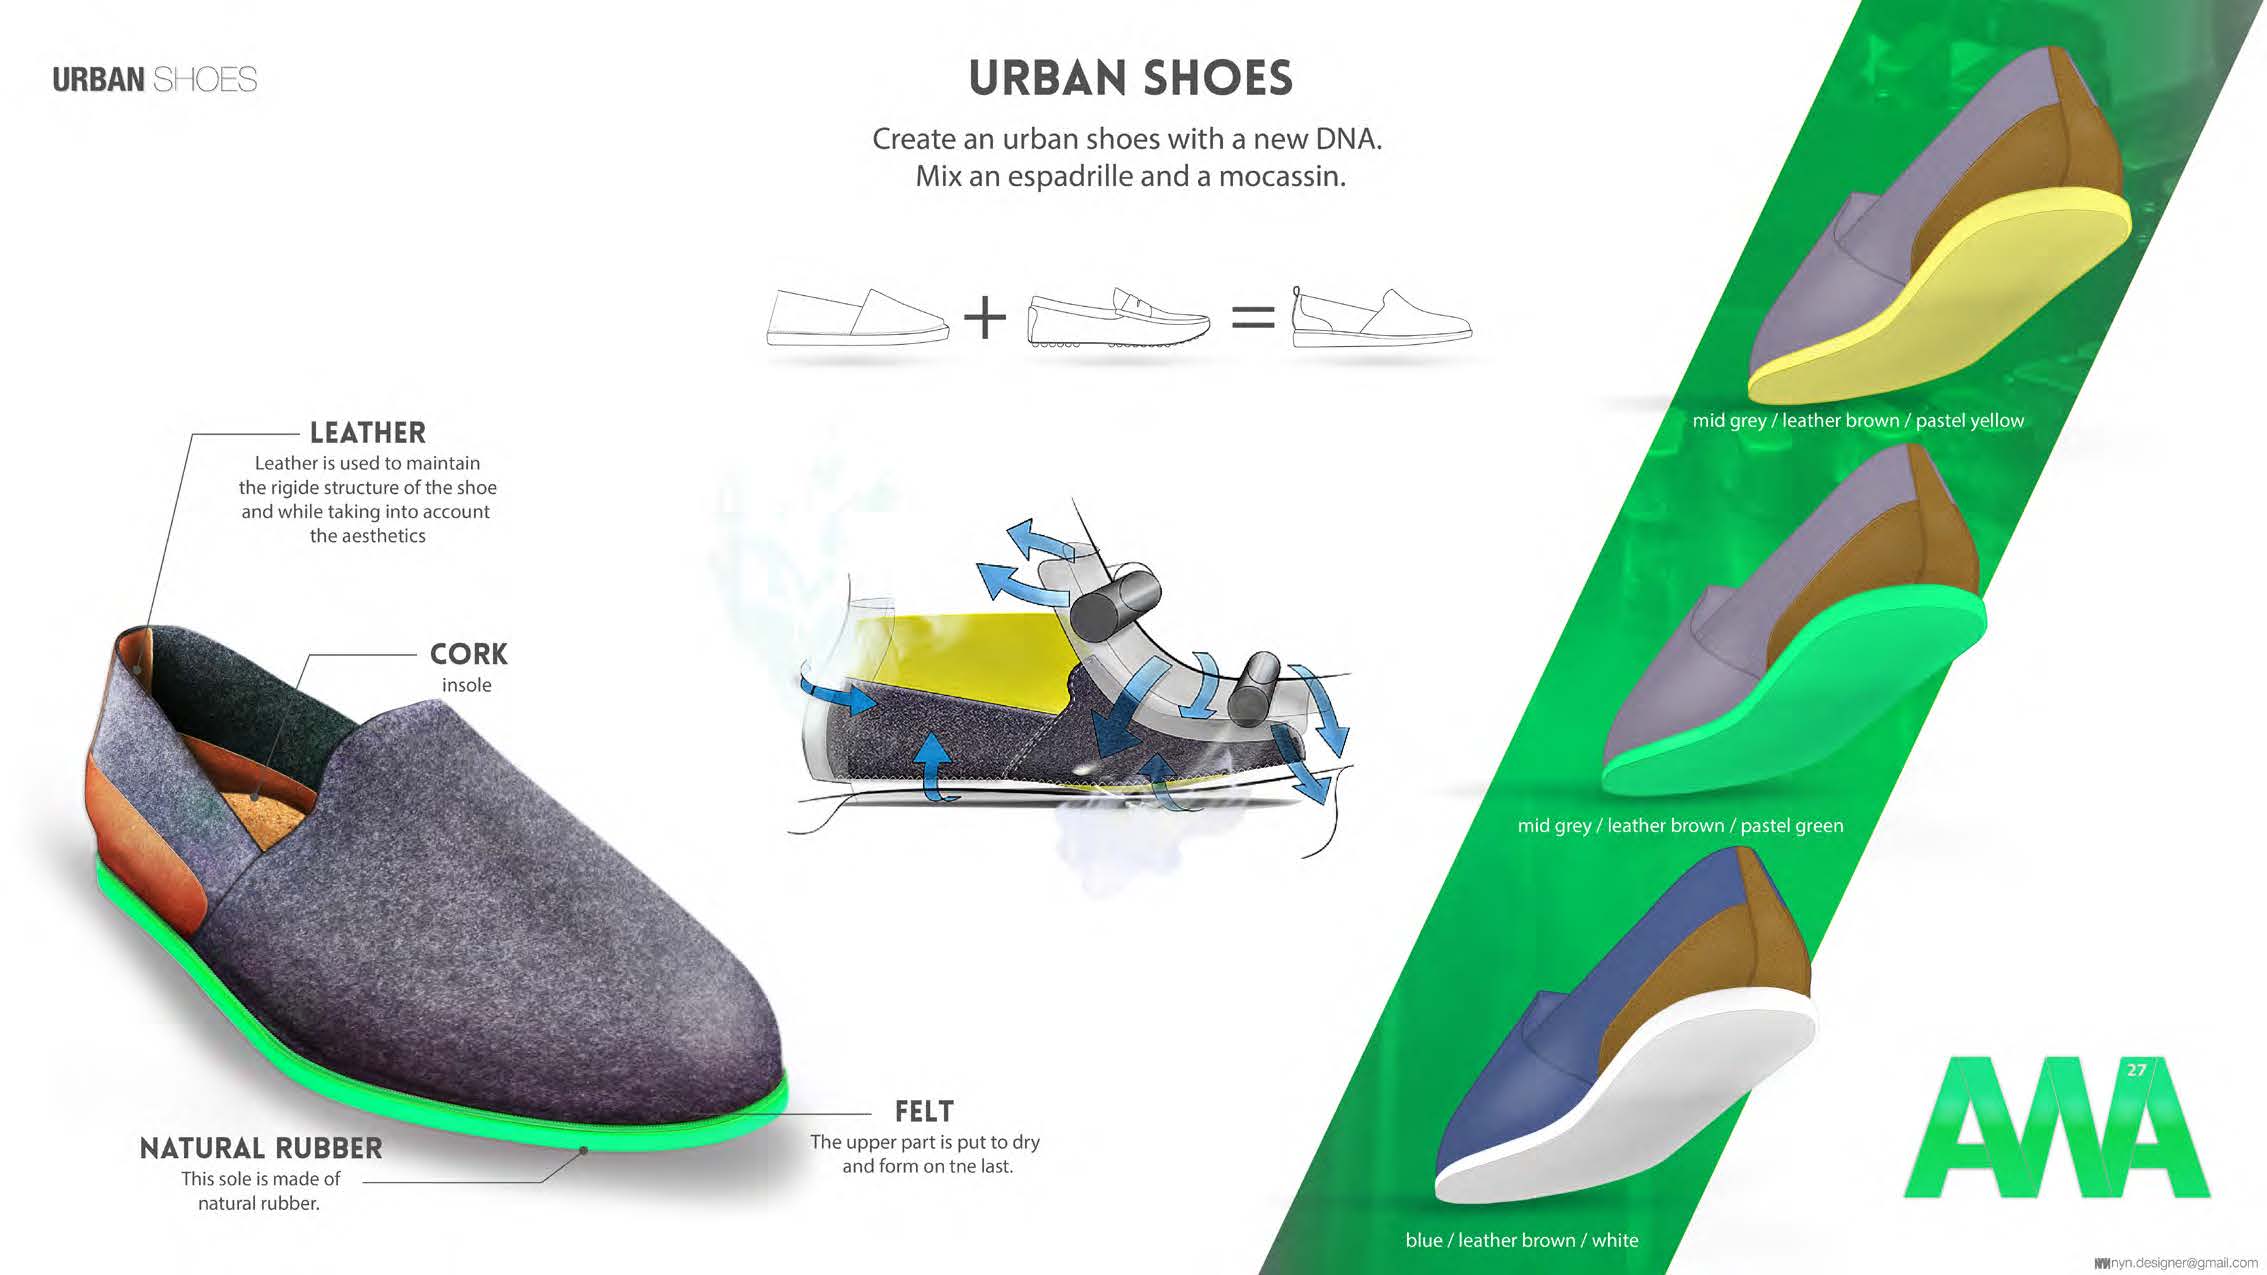 URBAN SHOES
URBAN SHOES
Create an urban shoes with a new DNA.
Mix an espadrille and a mocassin.
LEATHER
Leather is used to maintain
the rigide structure of the shoe
and while taking into account
the aesthetics
CORK
insole
FELT
The upper part is put to dry
and form on tne last.
NATURAL RUBBER
This sole is made of
natural rubber.
mid grey / leather brown / pastel yellow
mid grey / leather brown / pastel green
blue / leather brown / white
AWA
27
nyn.designer@gmail.com